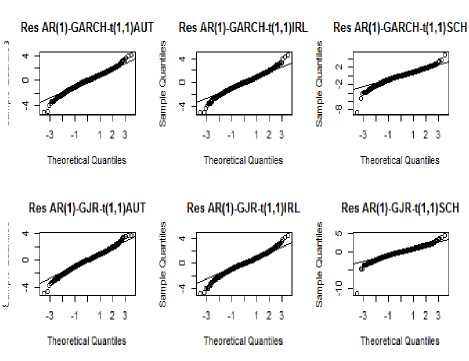 Res AR(1)-GARCH-t(1,1)AUT
Res AR(1)-GARCH-t(1,1)IRL
Res AR(1)-GARCH-t(1,1)SCH
Sample Quantiles
Sample Quantiles
4
0
-4
4
0
-4
2
-2
-8
-3 -1 1 2 3
-3 -1 1 2 3
-3 -1 1 2 3
Theoretical Quantiles
Theoretical Quantiles
Theoretical Quantiles
Res AR(1)-GJR-t(1,1)AUT
Res AR(1)-GJR-t(1,1)IRL
Res AR(1)-GJR-t(1,1)SCH
Sample Quantiles
Sample Quantiles
4
0
-4
4
0
-4
5
0
-10
-3 -1 1 2 3
-3 -1 1 2 3
-3 -1 1 2 3
Theoretical Quantiles
Theoretical Quantiles
Theoretical Quantiles